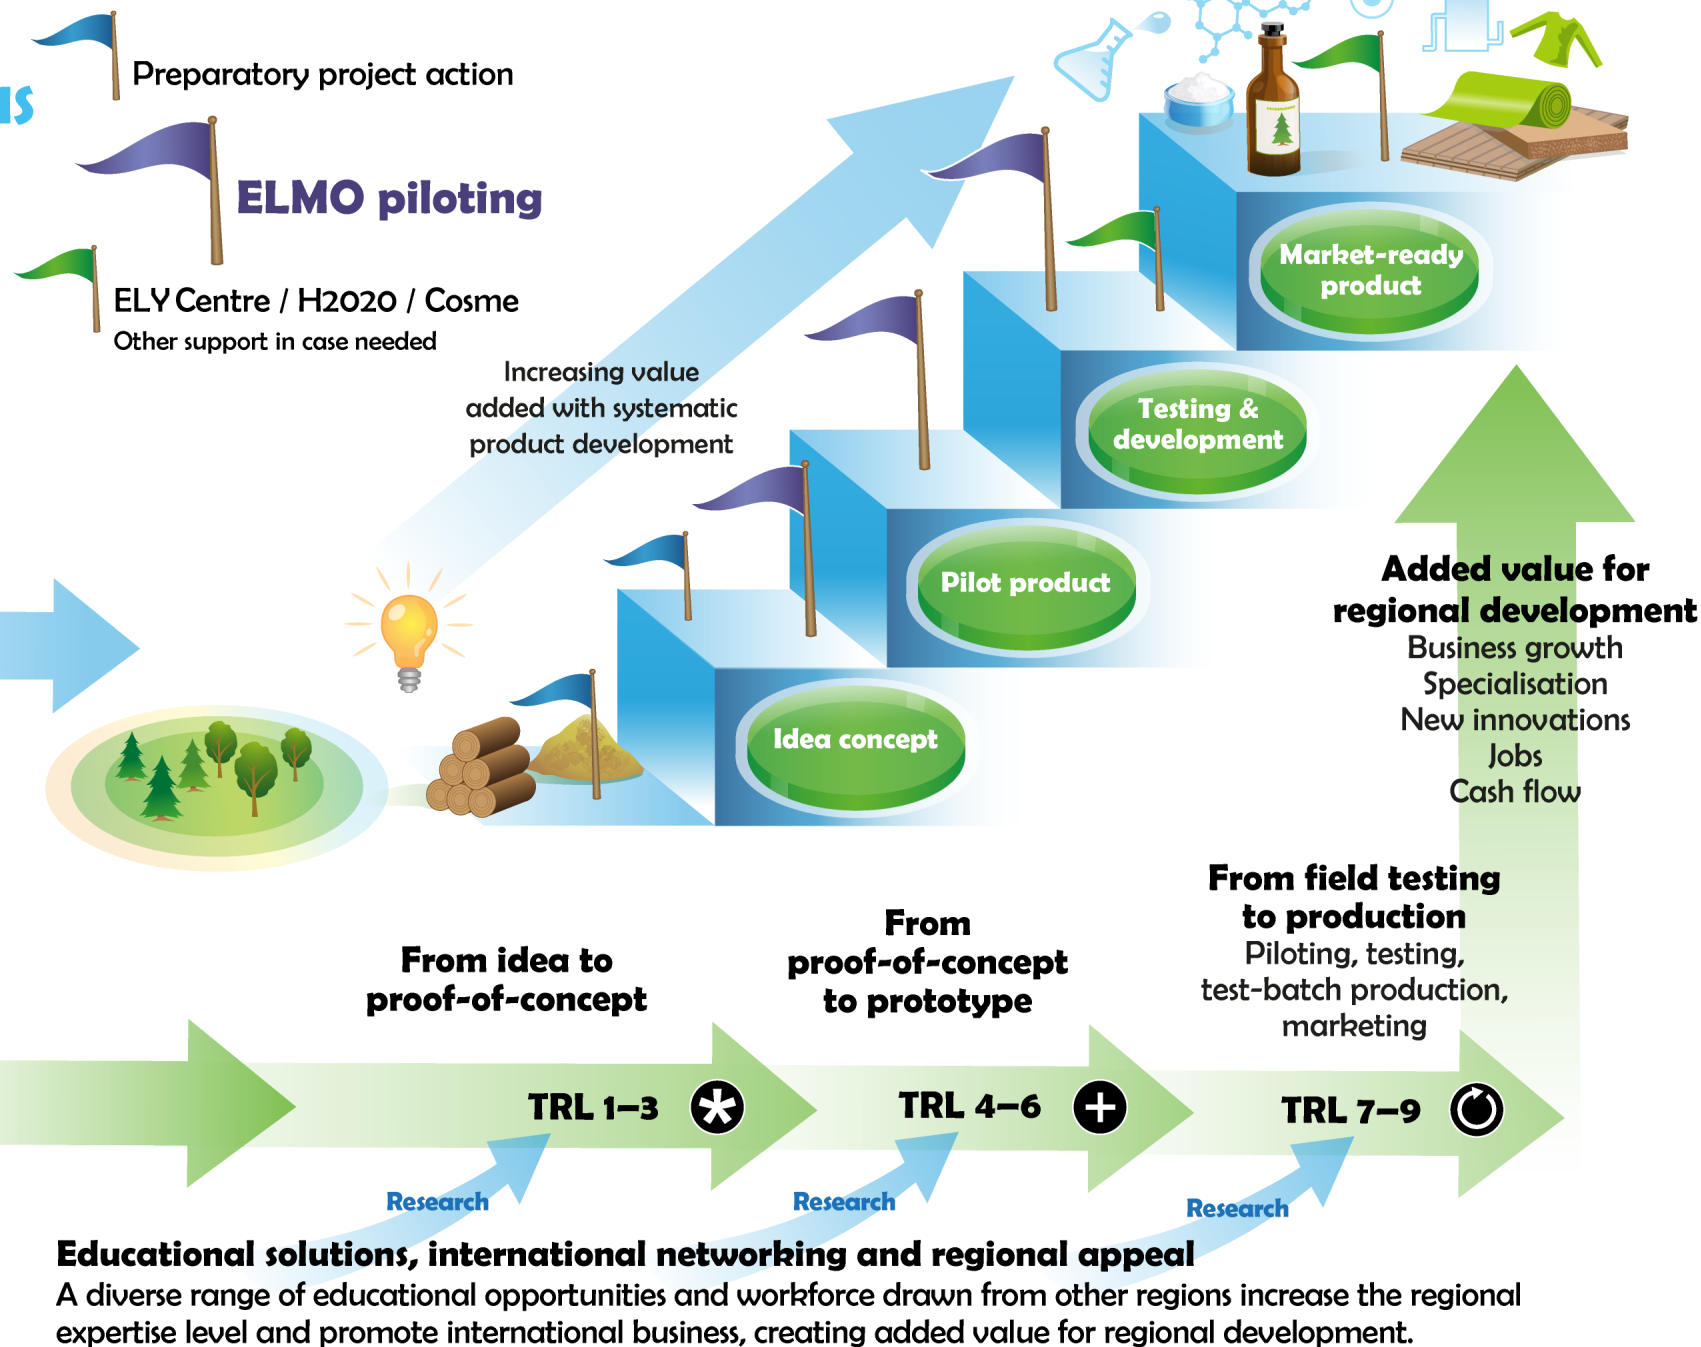 IS
Preparatory project action
ELMO piloting
ELY Centre / H2020 / Cosme
Other support in case needed
Increasing value
added with systematic
product development
Market-ready
product
Testing &
development
Pilot product
Idea concept
Added value for
regional development
Business growth
Specialisation
New innovations
Jobs
Cash flow
From idea to
proof-of-concept
From
proof-of-concept
to prototype
From field testing
to production
Piloting, testing,
test-batch production,
marketing
TRL 1–3
TRL 4–6
TRL 7–9
Research
Research
Research
Educational solutions, international networking and regional appeal
A diverse range of educational opportunities and workforce drawn from other regions increase the regional
expertise level and promote international business, creating added value for regional development.